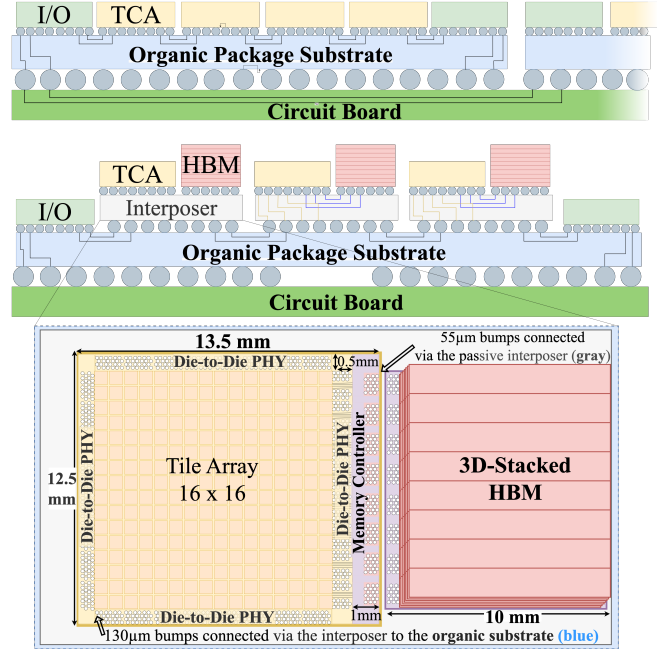 I/O TCA
Organic Package Substrate
Circuit Board
TCA HBM
I/O Interposer
Organic Package Substrate
Circuit Board
13.5 mm
55μm bumps connected
via the passive interposer (gray)
Die-to-Die PHY
0.5mm
12.5
mm
Die-to-Die PHY
Tile Array
16 x 16
Die-to-Die PHY
Memory Controller
3D-Stacked
HBM
Die-to-Die PHY
1mm
10 mm
130μm bumps connected via the interposer to the organic substrate (blue)